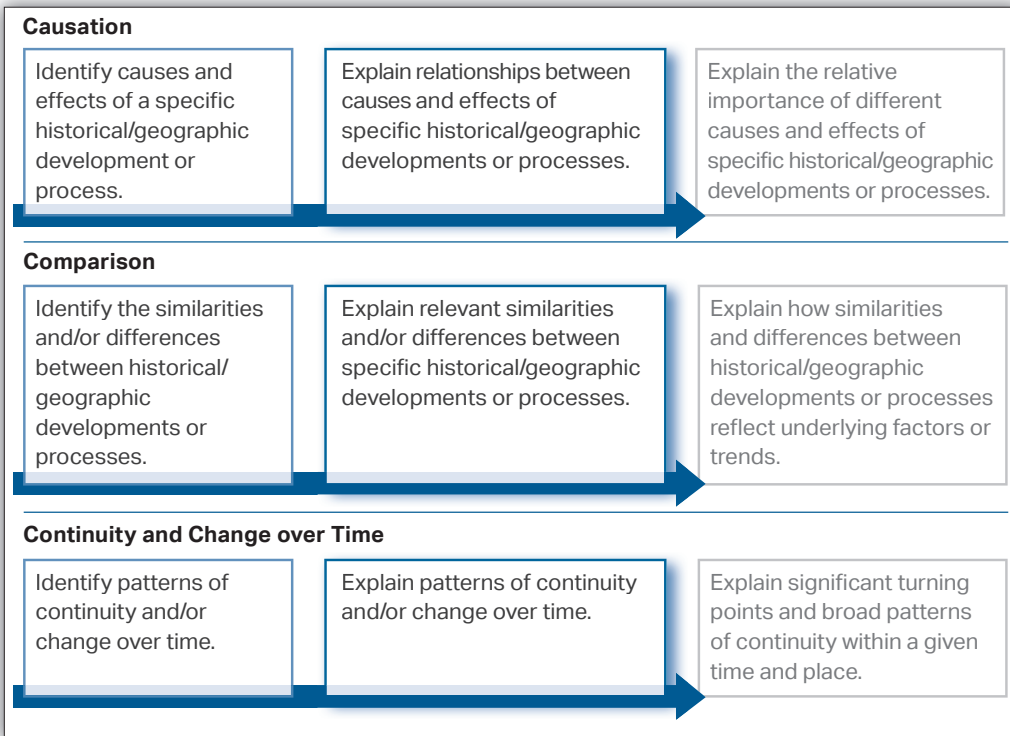 Causation
Identify causes and
effects of a specific
historical/geographic
development or
process.
Explain relationships between
causes and effects of
specific historical/geographic
developments or processes.
Explain the relative
importance of different
causes and effects of
specific historical/geographic
developments or processes.
Comparison
Identify the similarities
and/or differences
between historical/
geographic
developments or
processes.
Explain relevant similarities
and/or differences between
specific historical/geographic
developments or processes.
Explain how similarities
and differences between
historical/geographic
developments or processes
reflect underlying factors or
trends.
Continuity and Change over Time
Identify patterns of
continuity and/or
change over time.
Explain patterns of continuity
and/or change over time.
Explain significant turning
points and broad patterns
of continuity within a given
time and place.